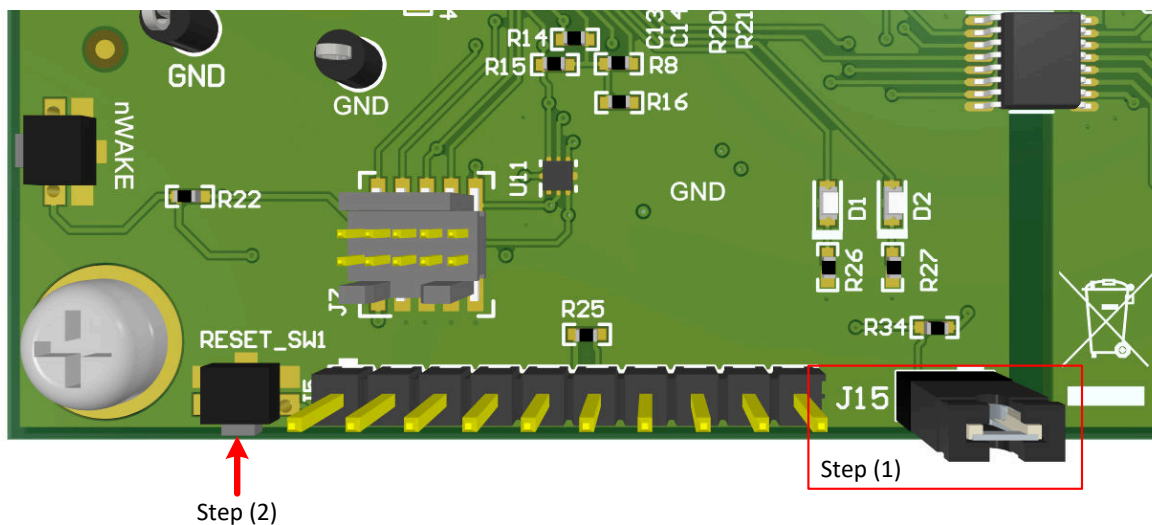 C13
C14
R20
R21
R14
R15
R8
R16
GND
GND
nWAKE
U11
R22
GND
D1
D2
R26
R27
J7
R25
RESET_SW1
R34
J15
Step (1)
Step (2)